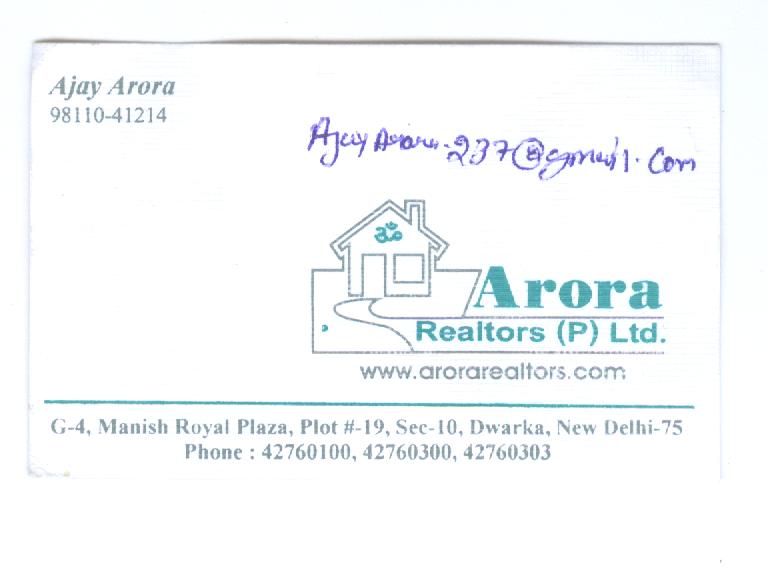 Ajay Arora
98110-41214
Ajay Arora.237@gmail.com
ॐ
Arora
Realtors (P) Ltd.
www.arorarealtors.com
G-4, Manish Royal Plaza, Plot #-19, Sec-10, Dwarka, New Delhi-75
Phone : 42760100, 42760300, 42760303